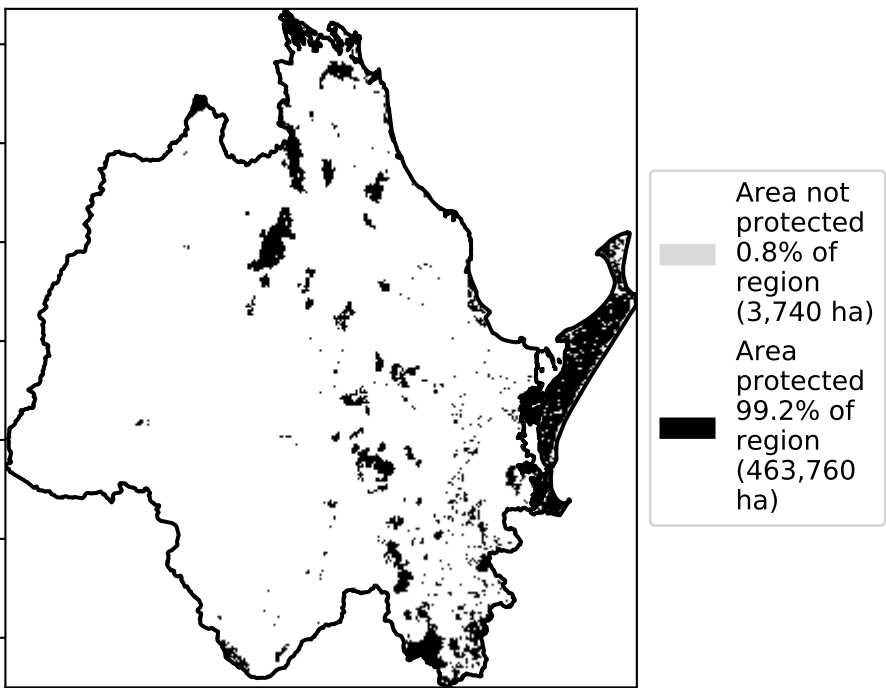 Area not
protected
0.8% of
region
(3,740 ha)
Area
protected
99.2% of
region
(463,760
ha)